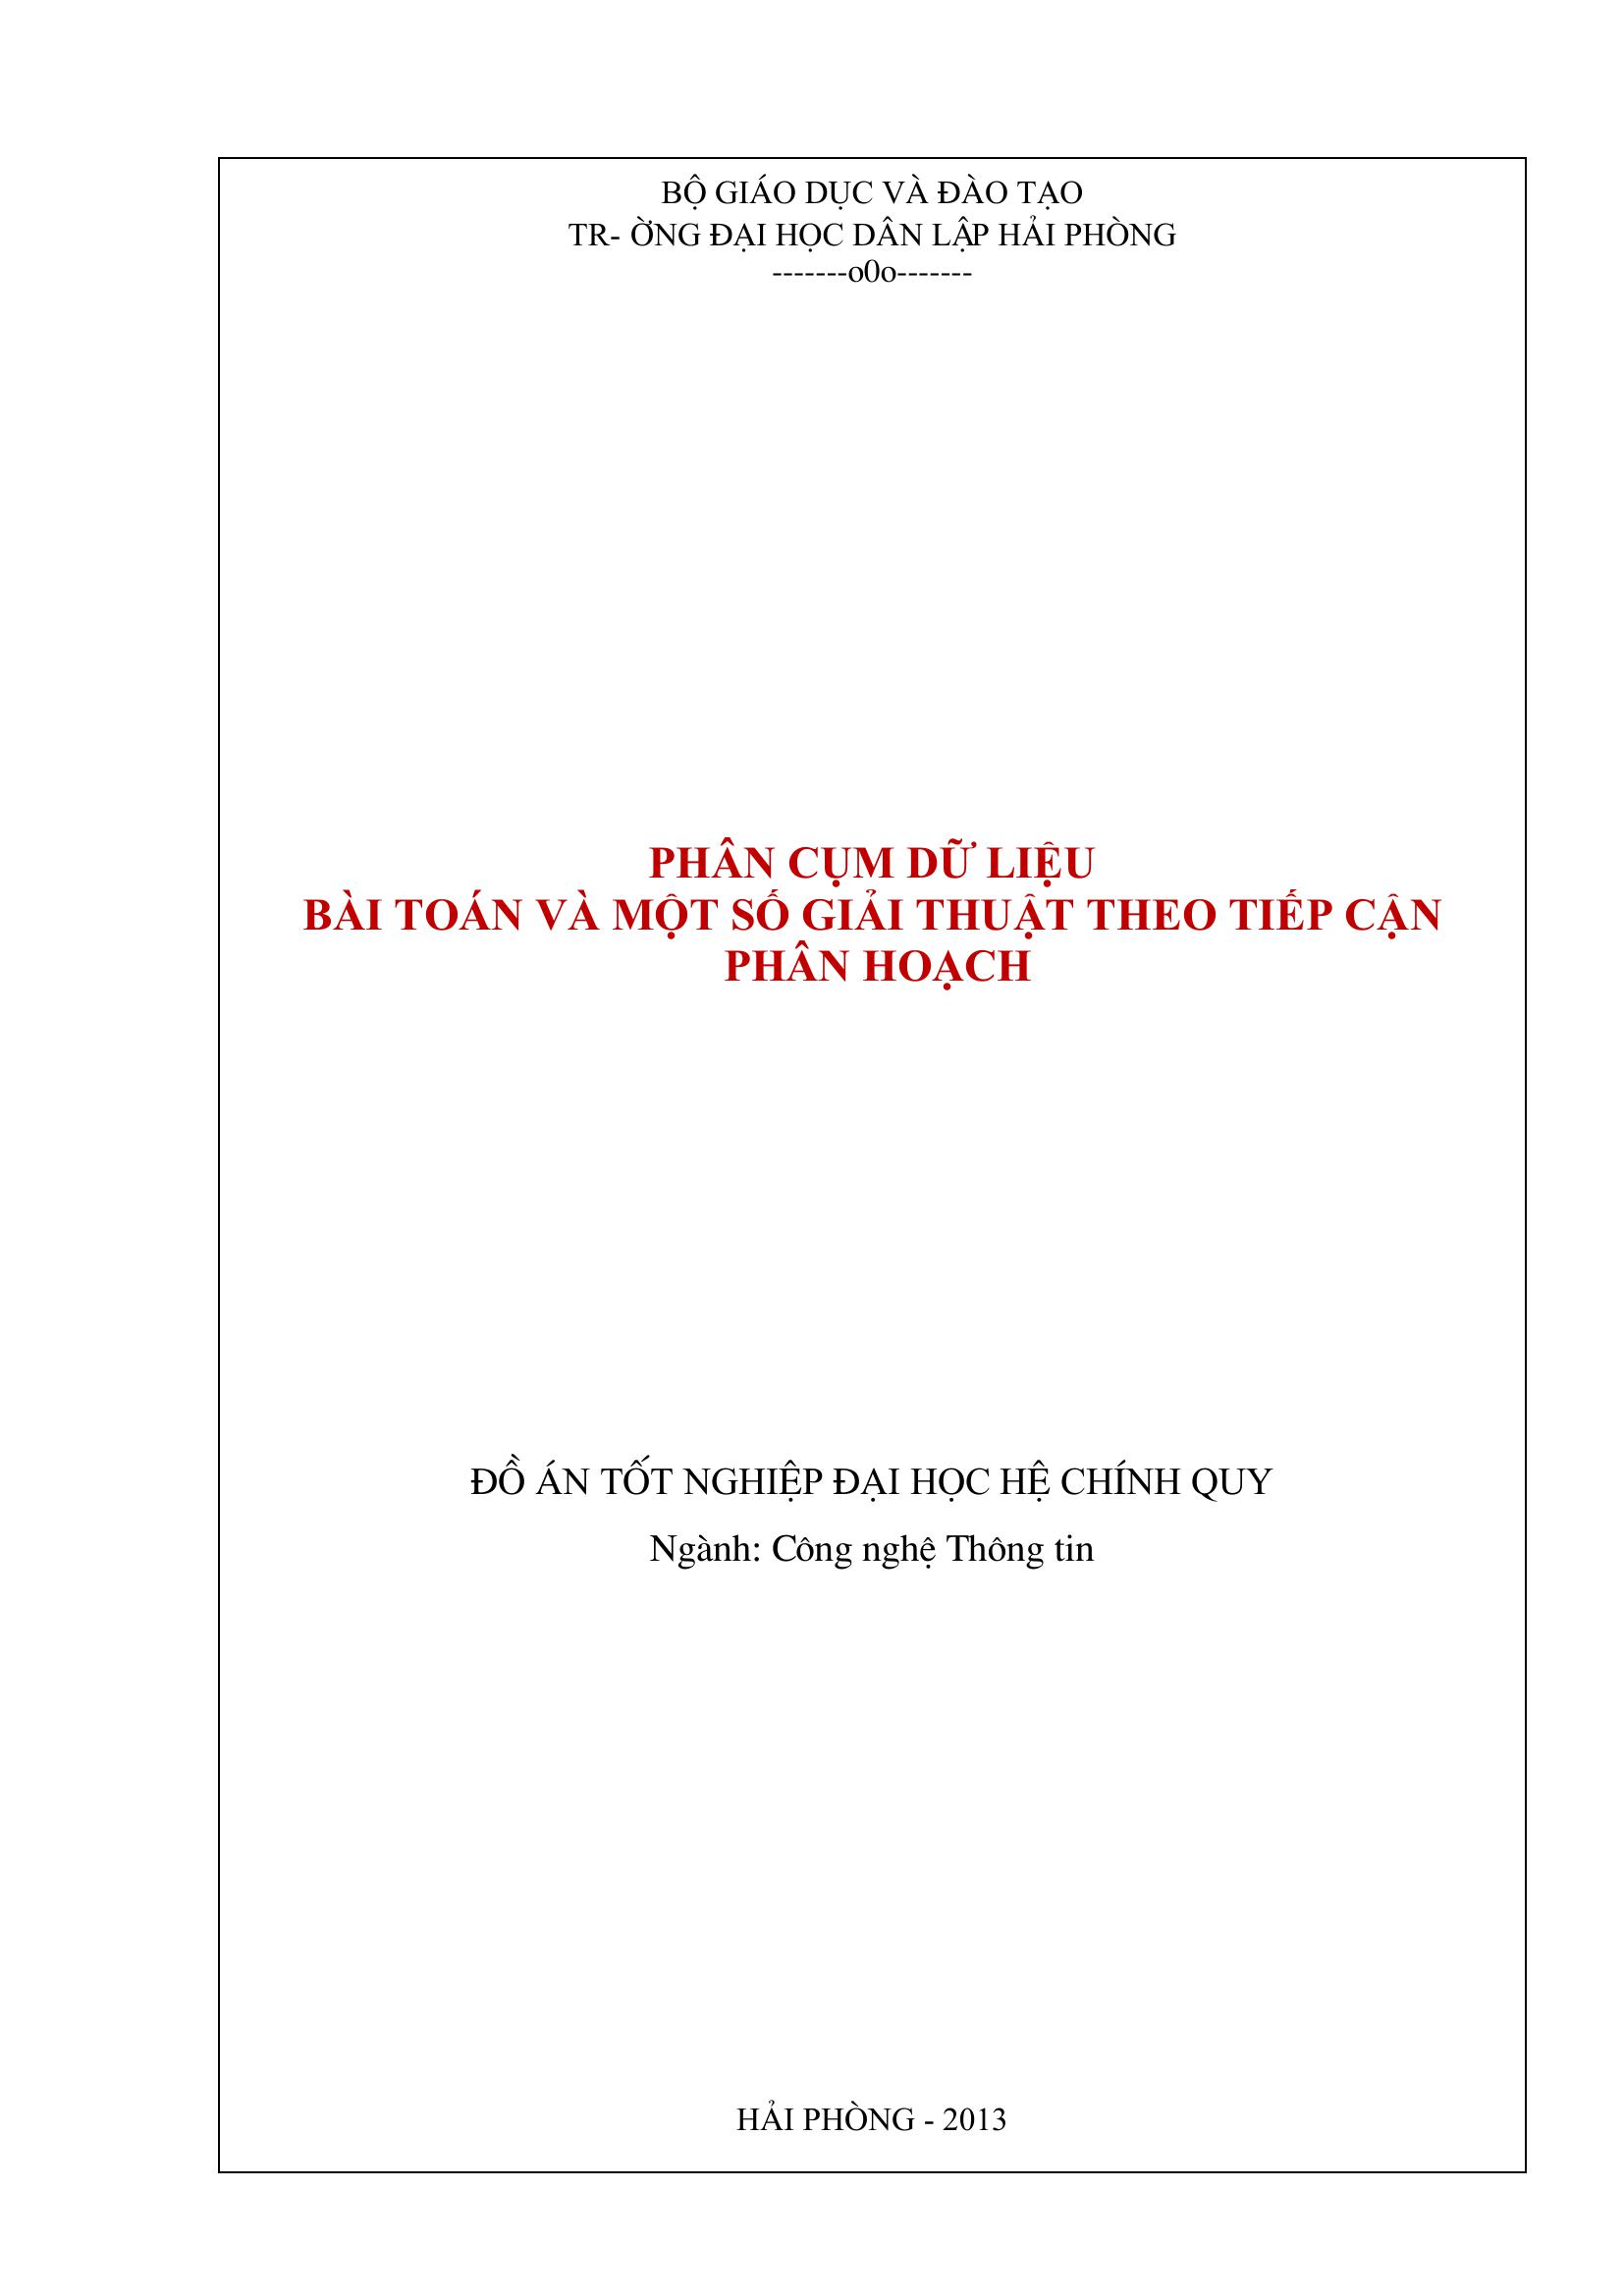 BỘ GIÁO DỤC VÀ ĐÀO TẠO
TR- ỜNG ĐẠI HỌC DÂN LẬP HẢI PHÒNG
-------o0o-------
PHÂN CỤM DỮ LIỆU
BÀI TOÁN VÀ MỘT SỐ GIẢI THUẬT THEO TIẾP CẬN
PHÂN HOẠCH
ĐỒ ÁN TỐT NGHIỆP ĐẠI HỌC HỆ CHÍNH QUY
Ngành: Công nghệ Thông tin
HẢI PHÒNG - 2013